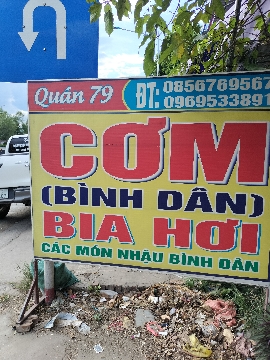 Quán 79
ĐT: 0856769567
0969533891
CƠM
(BÌNH DÂN)
BIA HƠI
CÁC MÓN NHẬU BÌNH DÂN